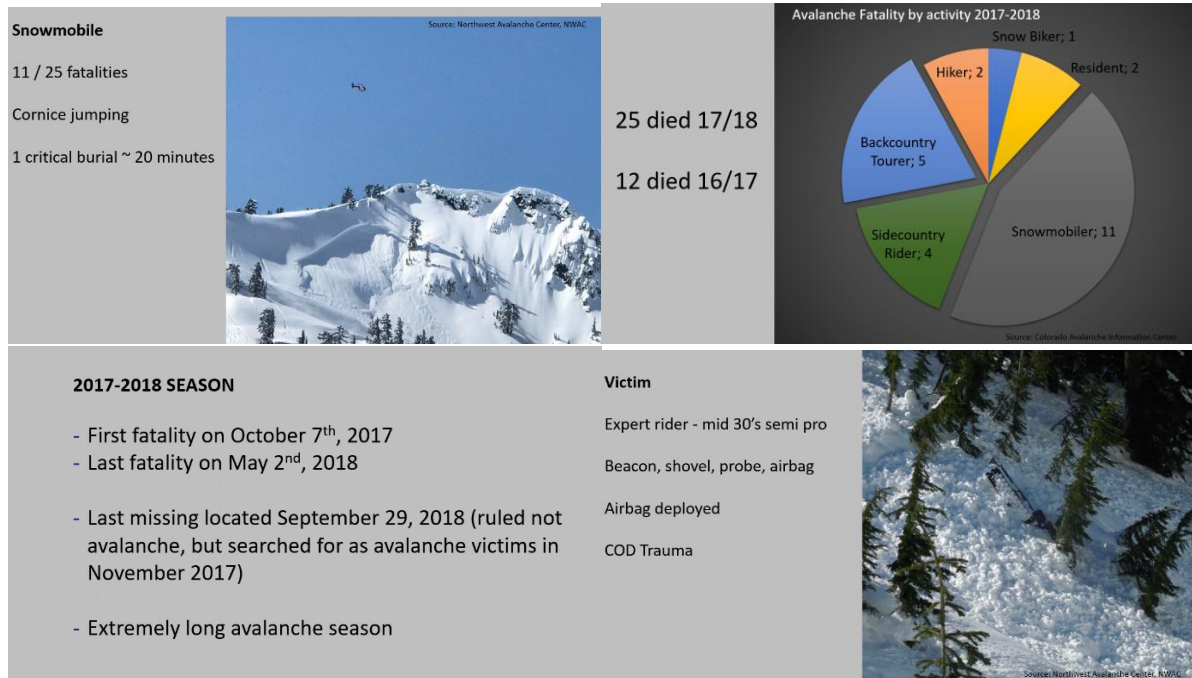 Snowmobile
11 / 25 fatalities
Cornice jumping
1 critical burial ~ 20 minutes
Source: Northwest Avalanche Center, NWAC
25 died 17/18
12 died 16/17
Avalanche Fatality by activity 2017-2018
Snow Biker; 1
Resident; 2
Hiker; 2
Backcountry
Tourer; 5
Sidecountry
Rider; 4
Snowmobiler; 11
Source: Colorado Avalanche Information Center
2017-2018 SEASON
- First fatality on October 7th, 2017
- Last fatality on May 2nd, 2018
- Last missing located September 29, 2018 (ruled not
avalanche, but searched for as avalanche victims in
November 2017)
- Extremely long avalanche season
Victim
Expert rider - mid 30’s semi pro
Beacon, shovel, probe, airbag
Airbag deployed
COD Trauma
Source: Northwest Avalanche Center, NWAC